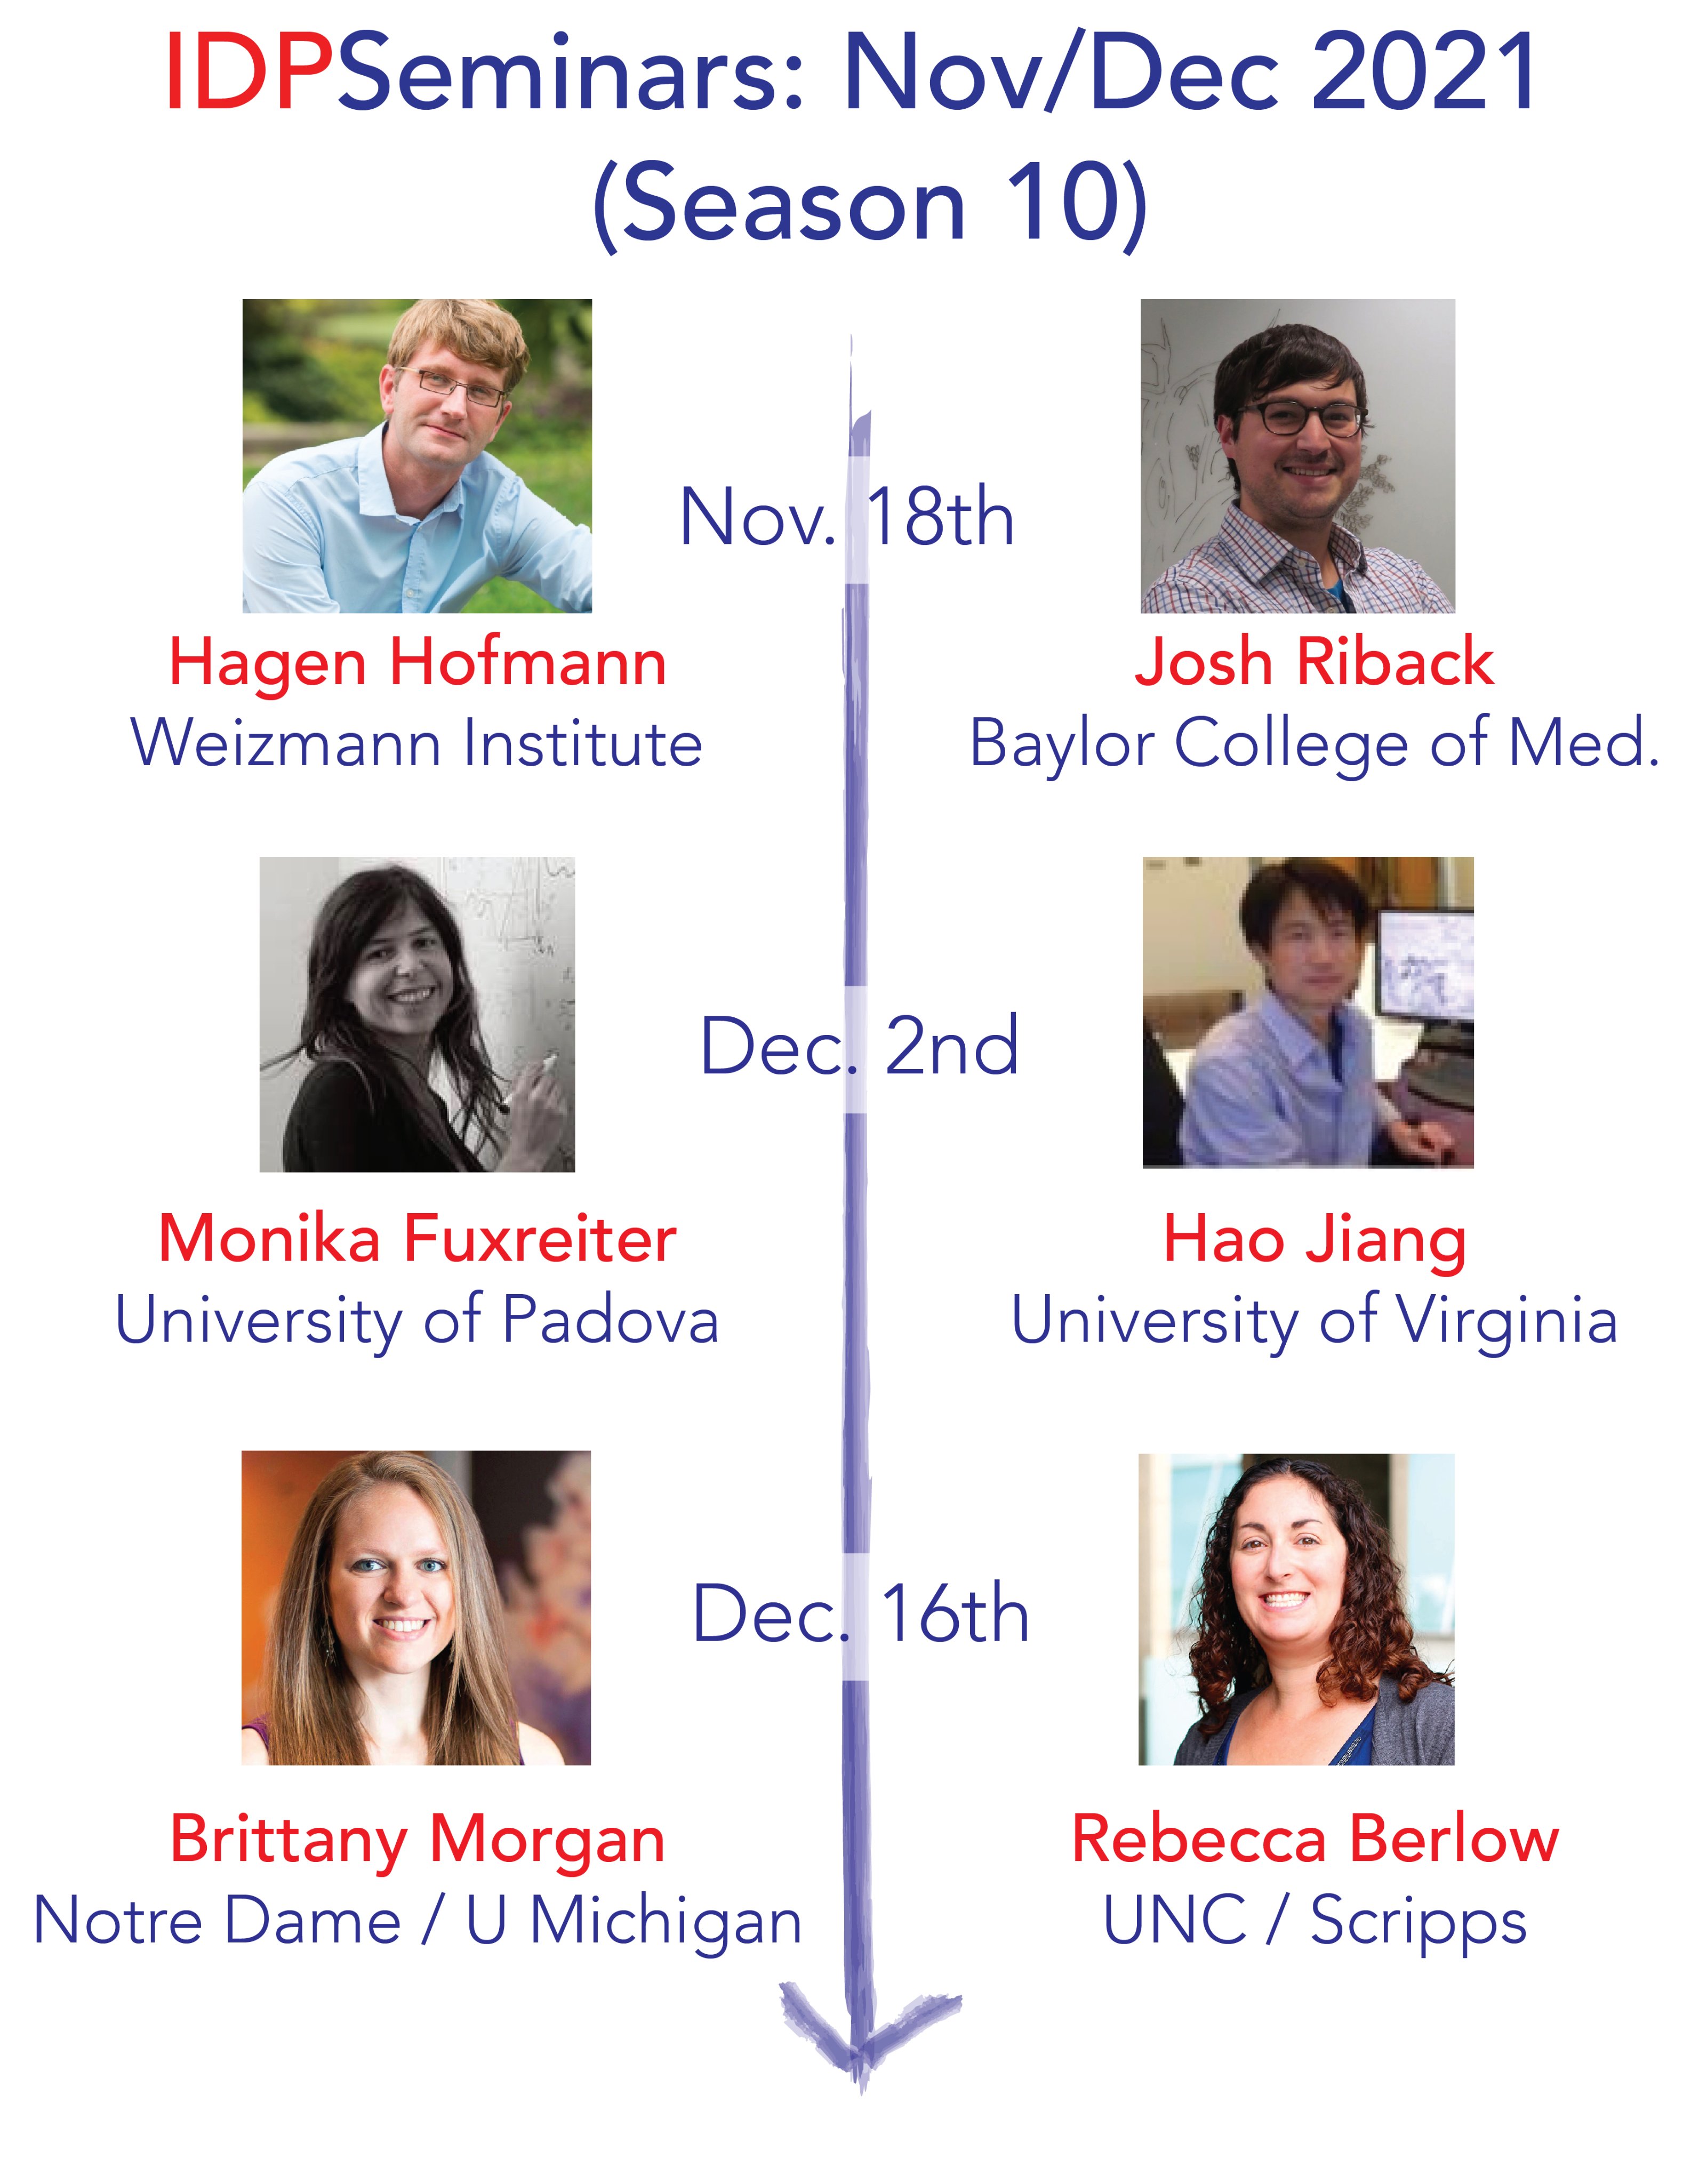 IDPSeminars: Nov/Dec 2021
(Season 10)
Nov. 18th
Hagen Hofmann
Weizmann Institute
Josh Riback
Baylor College of Med.
Dec. 2nd
Monika Fuxreiter
University of Padova
Hao Jiang
University of Virginia
Dec. 16th
Brittany Morgan
Notre Dame / U Michigan
Rebecca Berlow
UNC / Scripps